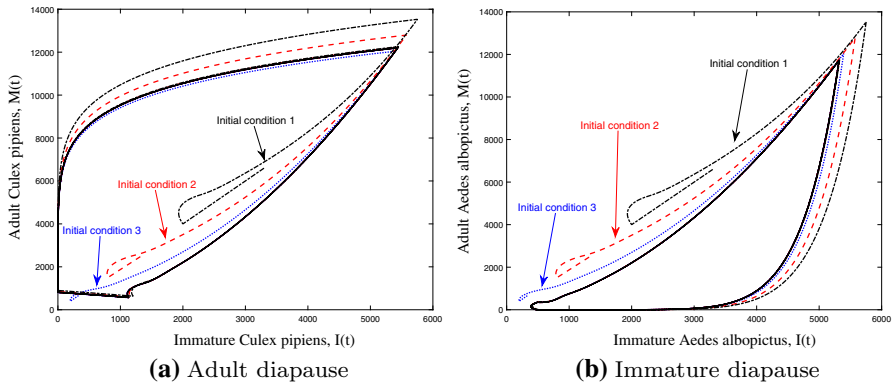 14000
12000
10000
8000
6000
4000
2000
0
0 1000 2000 3000 4000 5000 6000
Adult Culex pipiens, M(t)
Immature Culex pipiens, I(t)
Initial condition 1
Initial condition 2
Initial condition 3
(a) Adult diapause
14000
12000
10000
8000
6000
4000
2000
0
0 1000 2000 3000 4000 5000 6000
Adult Aedes albopictus, M(t)
Immature Aedes albopictus, I(t)
Initial condition 1
Initial condition 2
Initial condition 3
(b) Immature diapause